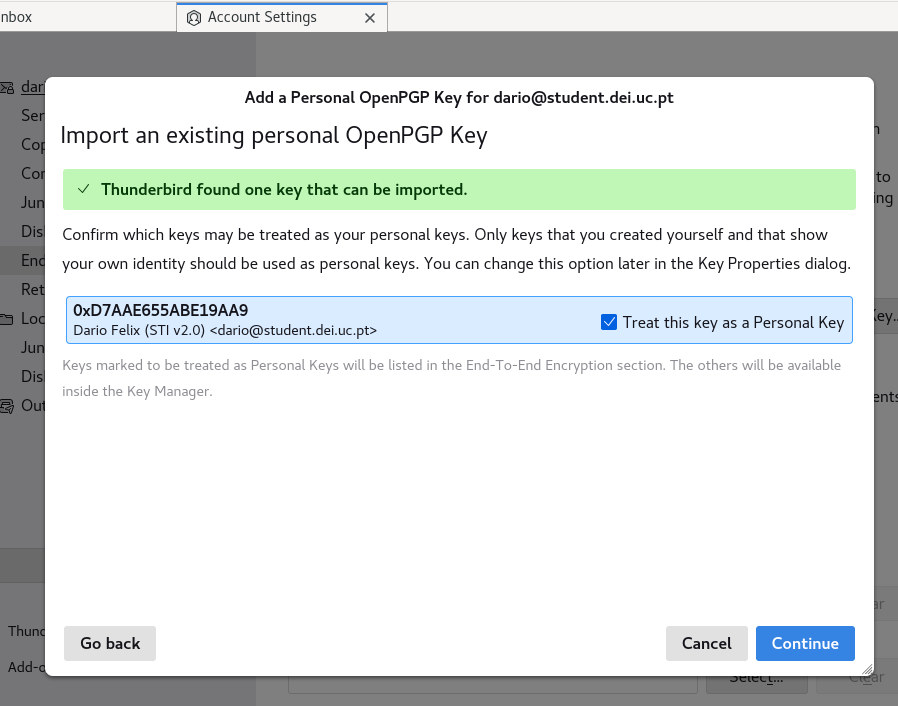 nbox
Account Settings
Add a Personal OpenPGP Key for dario@student.dei.uc.pt
Import an existing personal OpenPGP Key
Thunderbird found one key that can be imported.
Confirm which keys may be treated as your personal keys. Only keys that you created yourself and that show
your own identity should be used as personal keys. You can change this option later in the Key Properties dialog.
0xD7AAE655ABE19AA9
Dario Felix (STI v2.0) <dario@student.dei.uc.pt>
Treat this key as a Personal Key
Keys marked to be treated as Personal Keys will be listed in the End-To-End Encryption section. The others will be available
inside the Key Manager.
Go back
Cancel
Continue
dari
Ser
Cop
Con
Jun
Dis
End
Ret
Loc
Jun
Dis
Out
Thund
Add-o
to
ing
Key..
ents
Select...
Clear